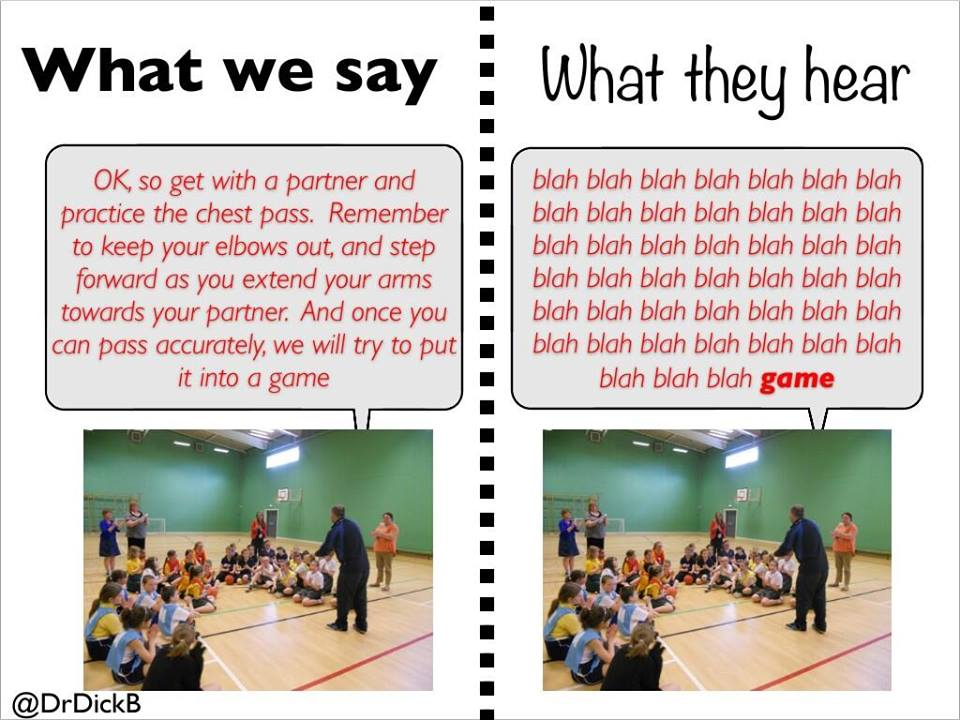 What we say
OK, so get with a partner and
practice the chest pass.  Remember
to keep your elbows out, and step
forward as you extend your arms
towards your partner.  And once you
can pass accurately, we will try to put
it into a game
What they hear
blah blah blah blah blah blah blah
blah blah blah blah blah blah blah
blah blah blah blah blah blah blah
blah blah blah blah blah blah blah
blah blah blah blah blah blah blah
blah blah blah blah blah blah blah
blah blah blah game
@DrDickB